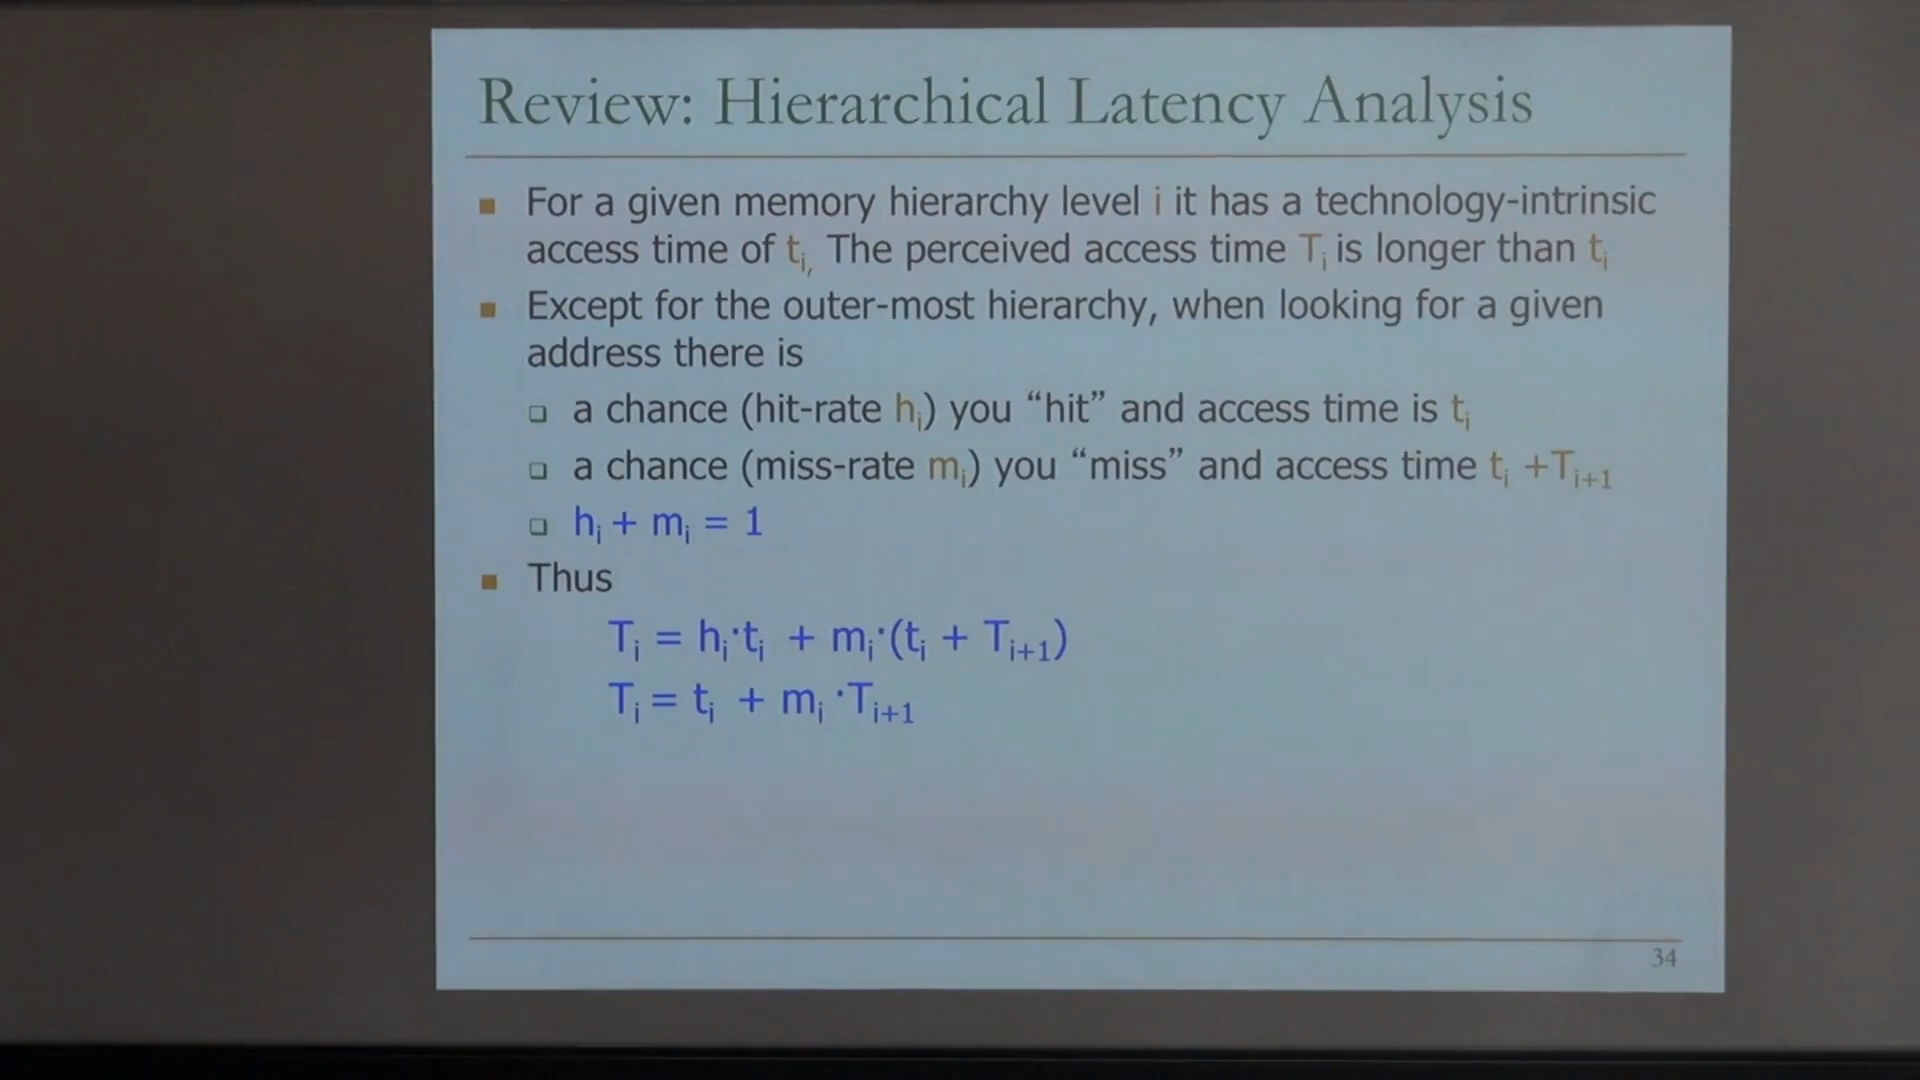 Review: Hierarchical Latency Analysis
For a given memory hierarchy level i it has a technology-intrinsic
access time of tᵢ, The perceived access time Tᵢ is longer than tᵢ
Except for the outer-most hierarchy, when looking for a given
address there is
a chance (hit-rate hᵢ) you “hit” and access time is tᵢ
a chance (miss-rate mᵢ) you “miss” and access time tᵢ +Tᵢ₊₁
hᵢ + mᵢ = 1
Thus
Tᵢ = hᵢ·tᵢ + mᵢ·(tᵢ + Tᵢ₊₁)
Tᵢ = tᵢ + mᵢ ·Tᵢ₊₁
34